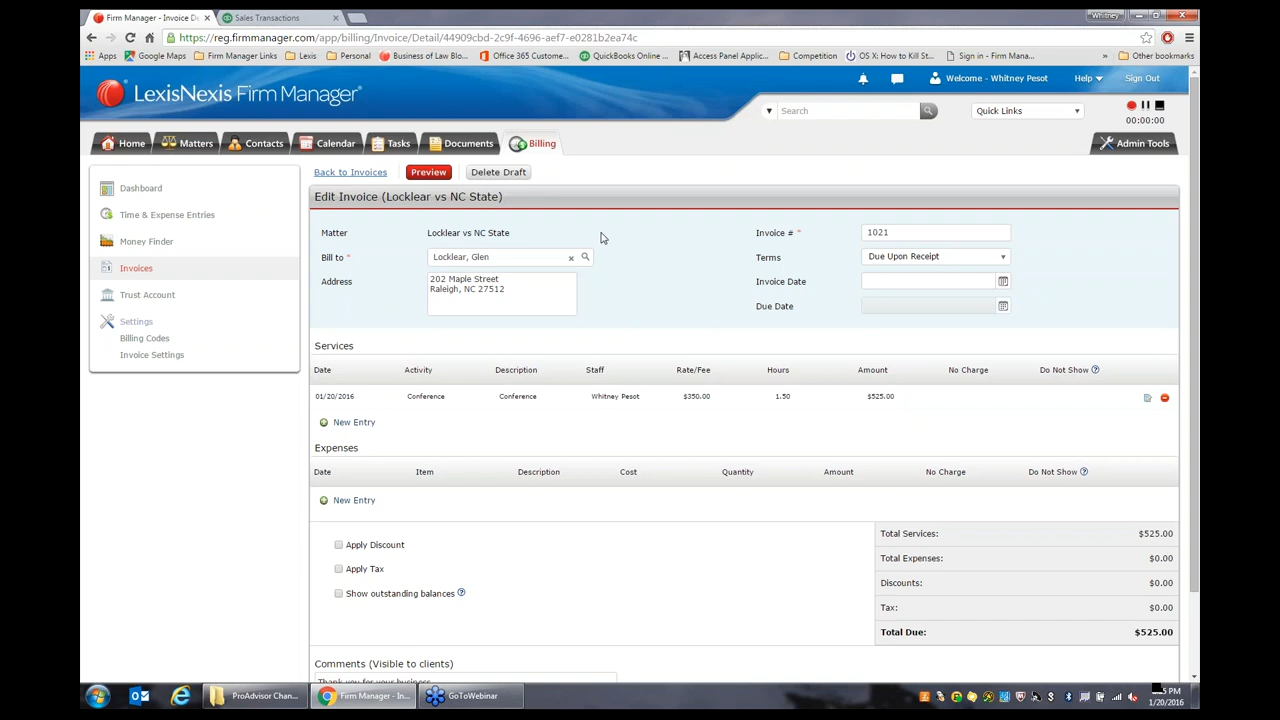 Firm Manager - Invoice De
Sales Transactions
Whitney
https://reg.firmmanager.com/app/billing/Invoice/Detail/44909cbd-2c9f-4696-aef7-e0281b2ea74c
Apps Google Maps Firm Manager Links Lexis Personal Business of Law Blo... Office 365 Custome... QuickBooks Online ... Access Panel Applic... Competition OS X: How to Kill St... Sign in - Firm Mana... » Other bookmarks
LexisNexis Firm Manager
Welcome - Whitney Pesot Help Sign Out
Search Quick Links
00:00:00
Home Matters Contacts Calendar Tasks Documents Billing Admin Tools
Dashboard
Time & Expense Entries
Money Finder
Invoices
Trust Account
Settings
Billing Codes
Invoice Settings
Back to Invoices Preview Delete Draft
Edit Invoice (Locklear vs NC State)
Matter Locklear vs NC State Invoice # * 1021
Bill to * Locklear, Glen Terms Due Upon Receipt
Address 202 Maple Street Invoice Date
Raleigh, NC 27512
Due Date
Services
Date Activity Description Staff Rate/Fee Hours Amount No Charge Do Not Show
01/20/2016 Conference Conference Whitney Pesot $350.00 1.50 $525.00
New Entry
Expenses
Date Item Description Cost Quantity Amount No Charge Do Not Show
New Entry
Apply Discount
Apply Tax
Show outstanding balances
Total Services: $525.00
Total Expenses: $0.00
Discounts: $0.00
Tax: $0.00
Total Due: $525.00
Comments (Visible to clients)
Thank you for your business
ProAdvisor Chan... Firm Manager - In... GoToWebinar
PM
1/20/2016